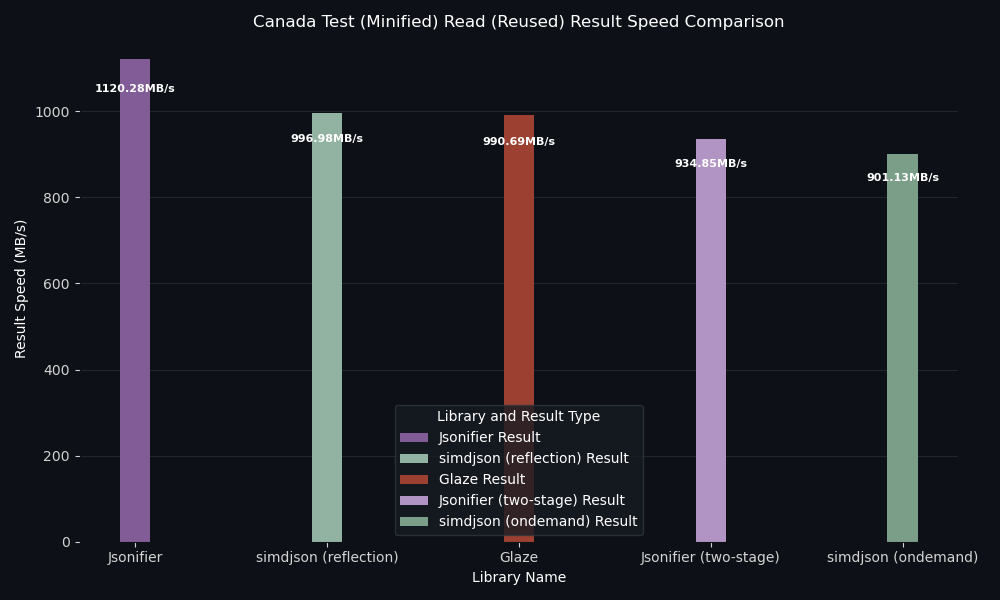 Canada Test (Minified) Read (Reused) Result Speed Comparison
1120.28MB/s
996.98MB/s
990.69MB/s
934.85MB/s
901.13MB/s
1000
800
600
400
200
0
Result Speed (MB/s)
Library and Result Type
Jsonifier Result
simdjson (reflection) Result
Glaze Result
Jsonifier (two-stage) Result
simdjson (ondemand) Result
Jsonifier
simdjson (reflection)
Glaze
Jsonifier (two-stage)
simdjson (ondemand)
Library Name